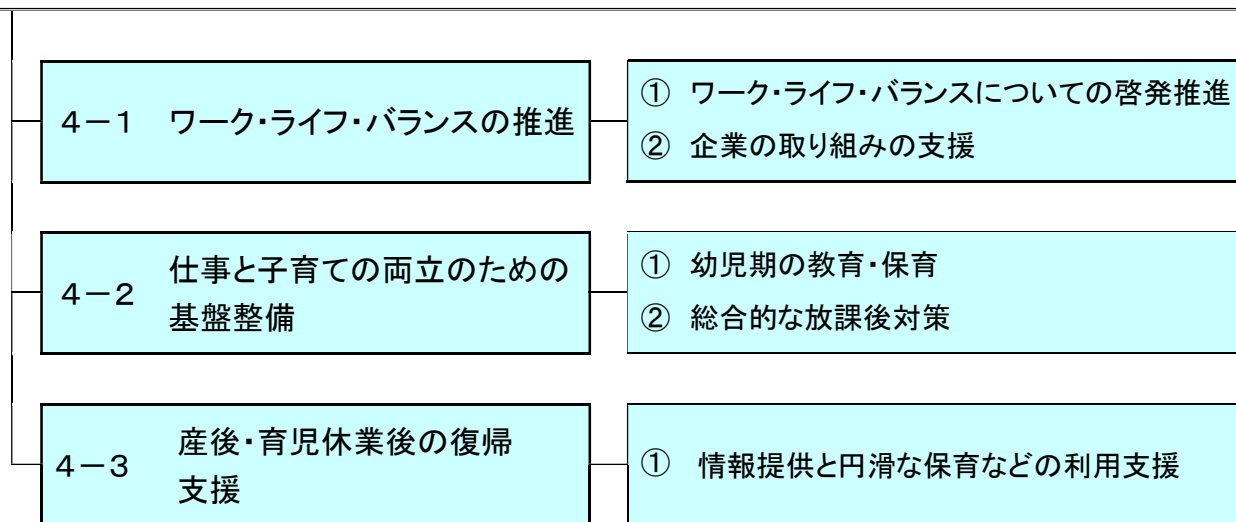 4－1 ワーク・ライフ・バランスの推進
① ワーク・ライフ・バランスについての啓発推進
② 企業の取り組みの支援
4－2 仕事と子育ての両立のための
基盤整備
① 幼児期の教育・保育
② 総合的な放課後対策
4－3 産後・育児休業後の復帰
支援
① 情報提供と円滑な保育などの利用支援